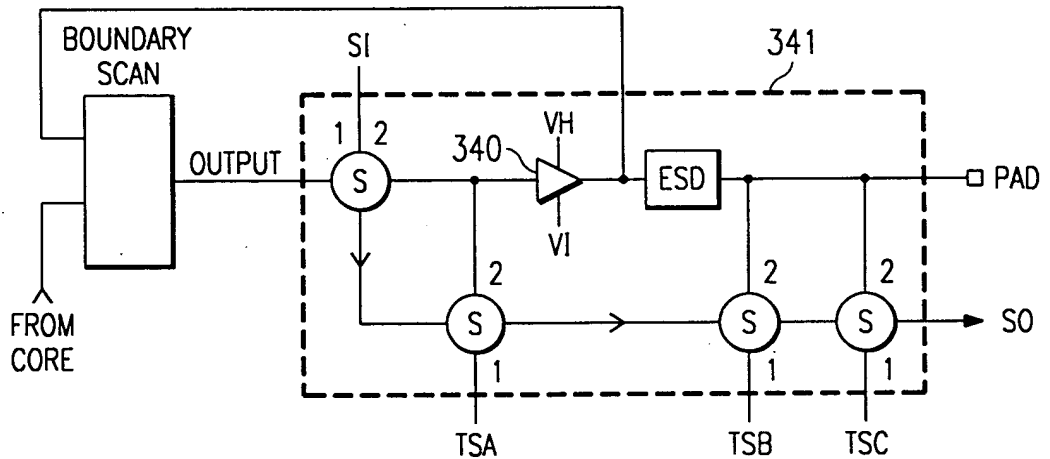 BOUNDARY
SCAN
SI
341
1 2
VH
340
OUTPUT
S
ESD
PAD
VI
2
2
2
S
S
S
SO
FROM
CORE
1
1
1
TSA
TSB
TSC